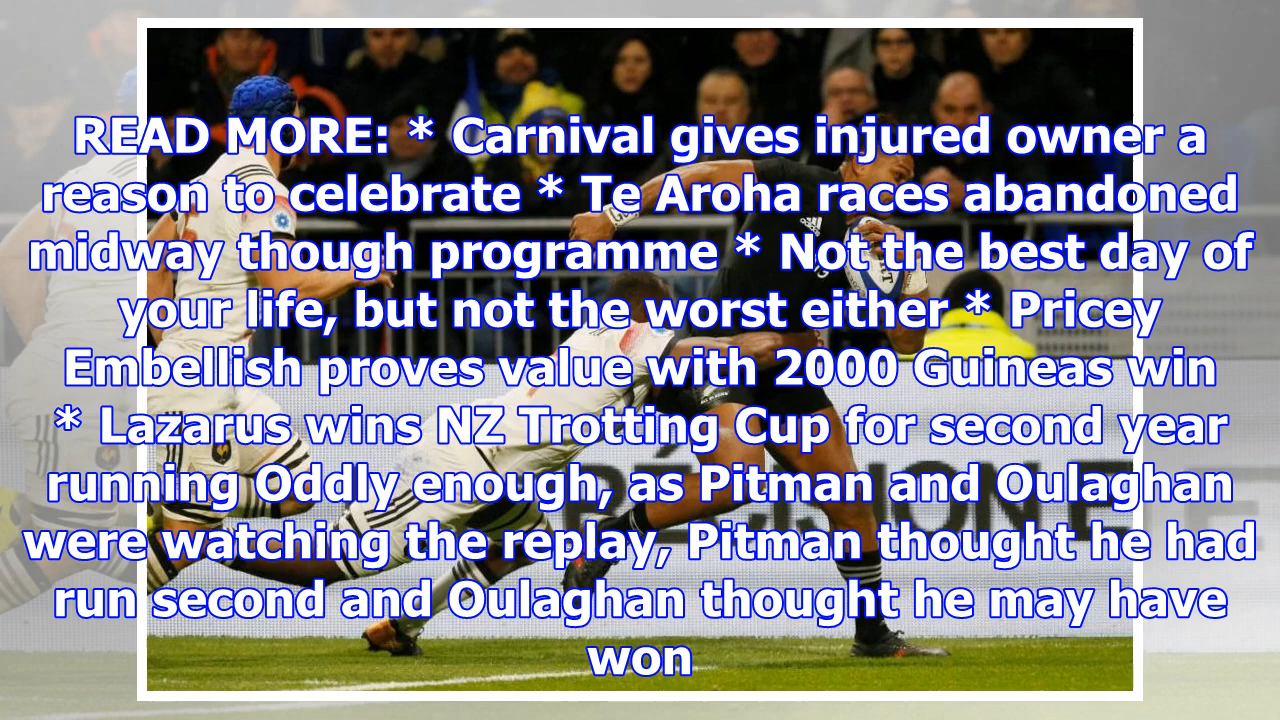 READ MORE: * Carnival gives injured owner a
reason to celebrate * Te Aroha races abandoned
midway though programme * Not the best day of
your life, but not the worst either * Pricey
Embellish proves value with 2000 Guineas win
* Lazarus wins NZ Trotting Cup for second year
running Oddly enough, as Pitman and Oulaghan
were watching the replay, Pitman thought he had
run second and Oulaghan thought he may have
won